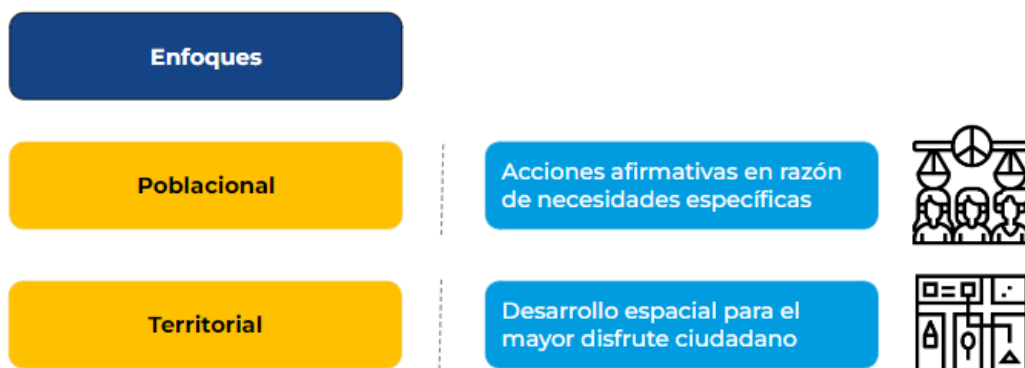 Enfoques
Poblacional
Acciones afirmativas en razón
de necesidades específicas
Territorial
Desarrollo espacial para el
mayor disfrute ciudadano